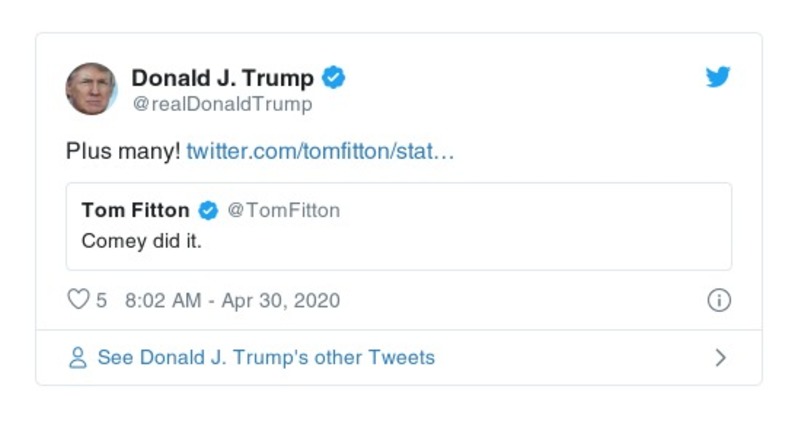 Donald J. Trump
@realDonaldTrump
Plus many! twitter.com/tomfitton/stat…
Tom Fitton @TomFitton
Comey did it.
5 8:02 AM - Apr 30, 2020
See Donald J. Trump's other Tweets